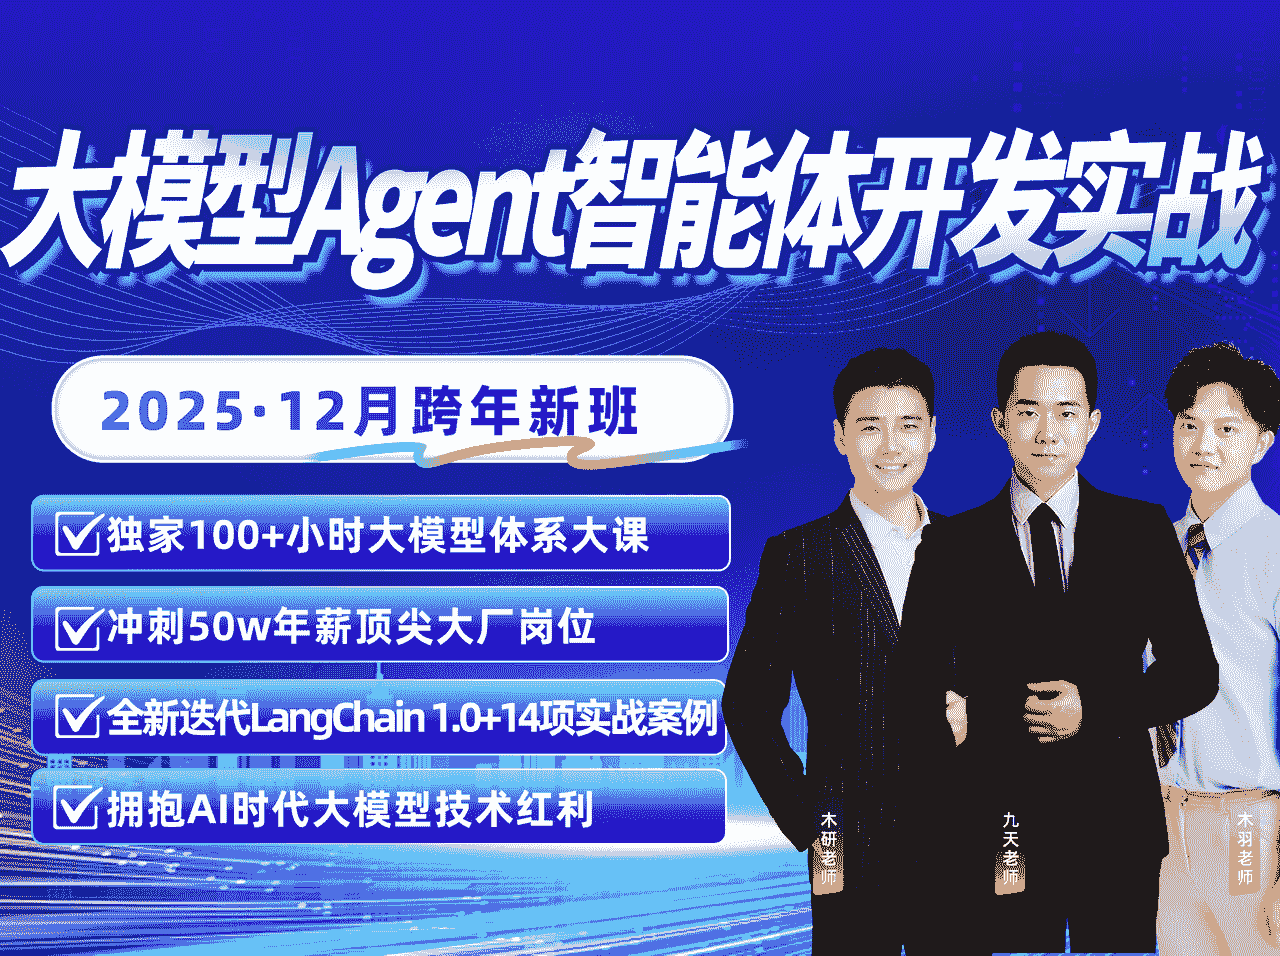 大模型Agent智能体开发实战
2025·12月跨年新班
独家100+小时大模型体系大课
冲刺50w年薪顶尖大厂岗位
全新迭代LangChain 1.0+14项实战案例
拥抱AI时代大模型技术红利
木研老师
九天老师
木羽老师